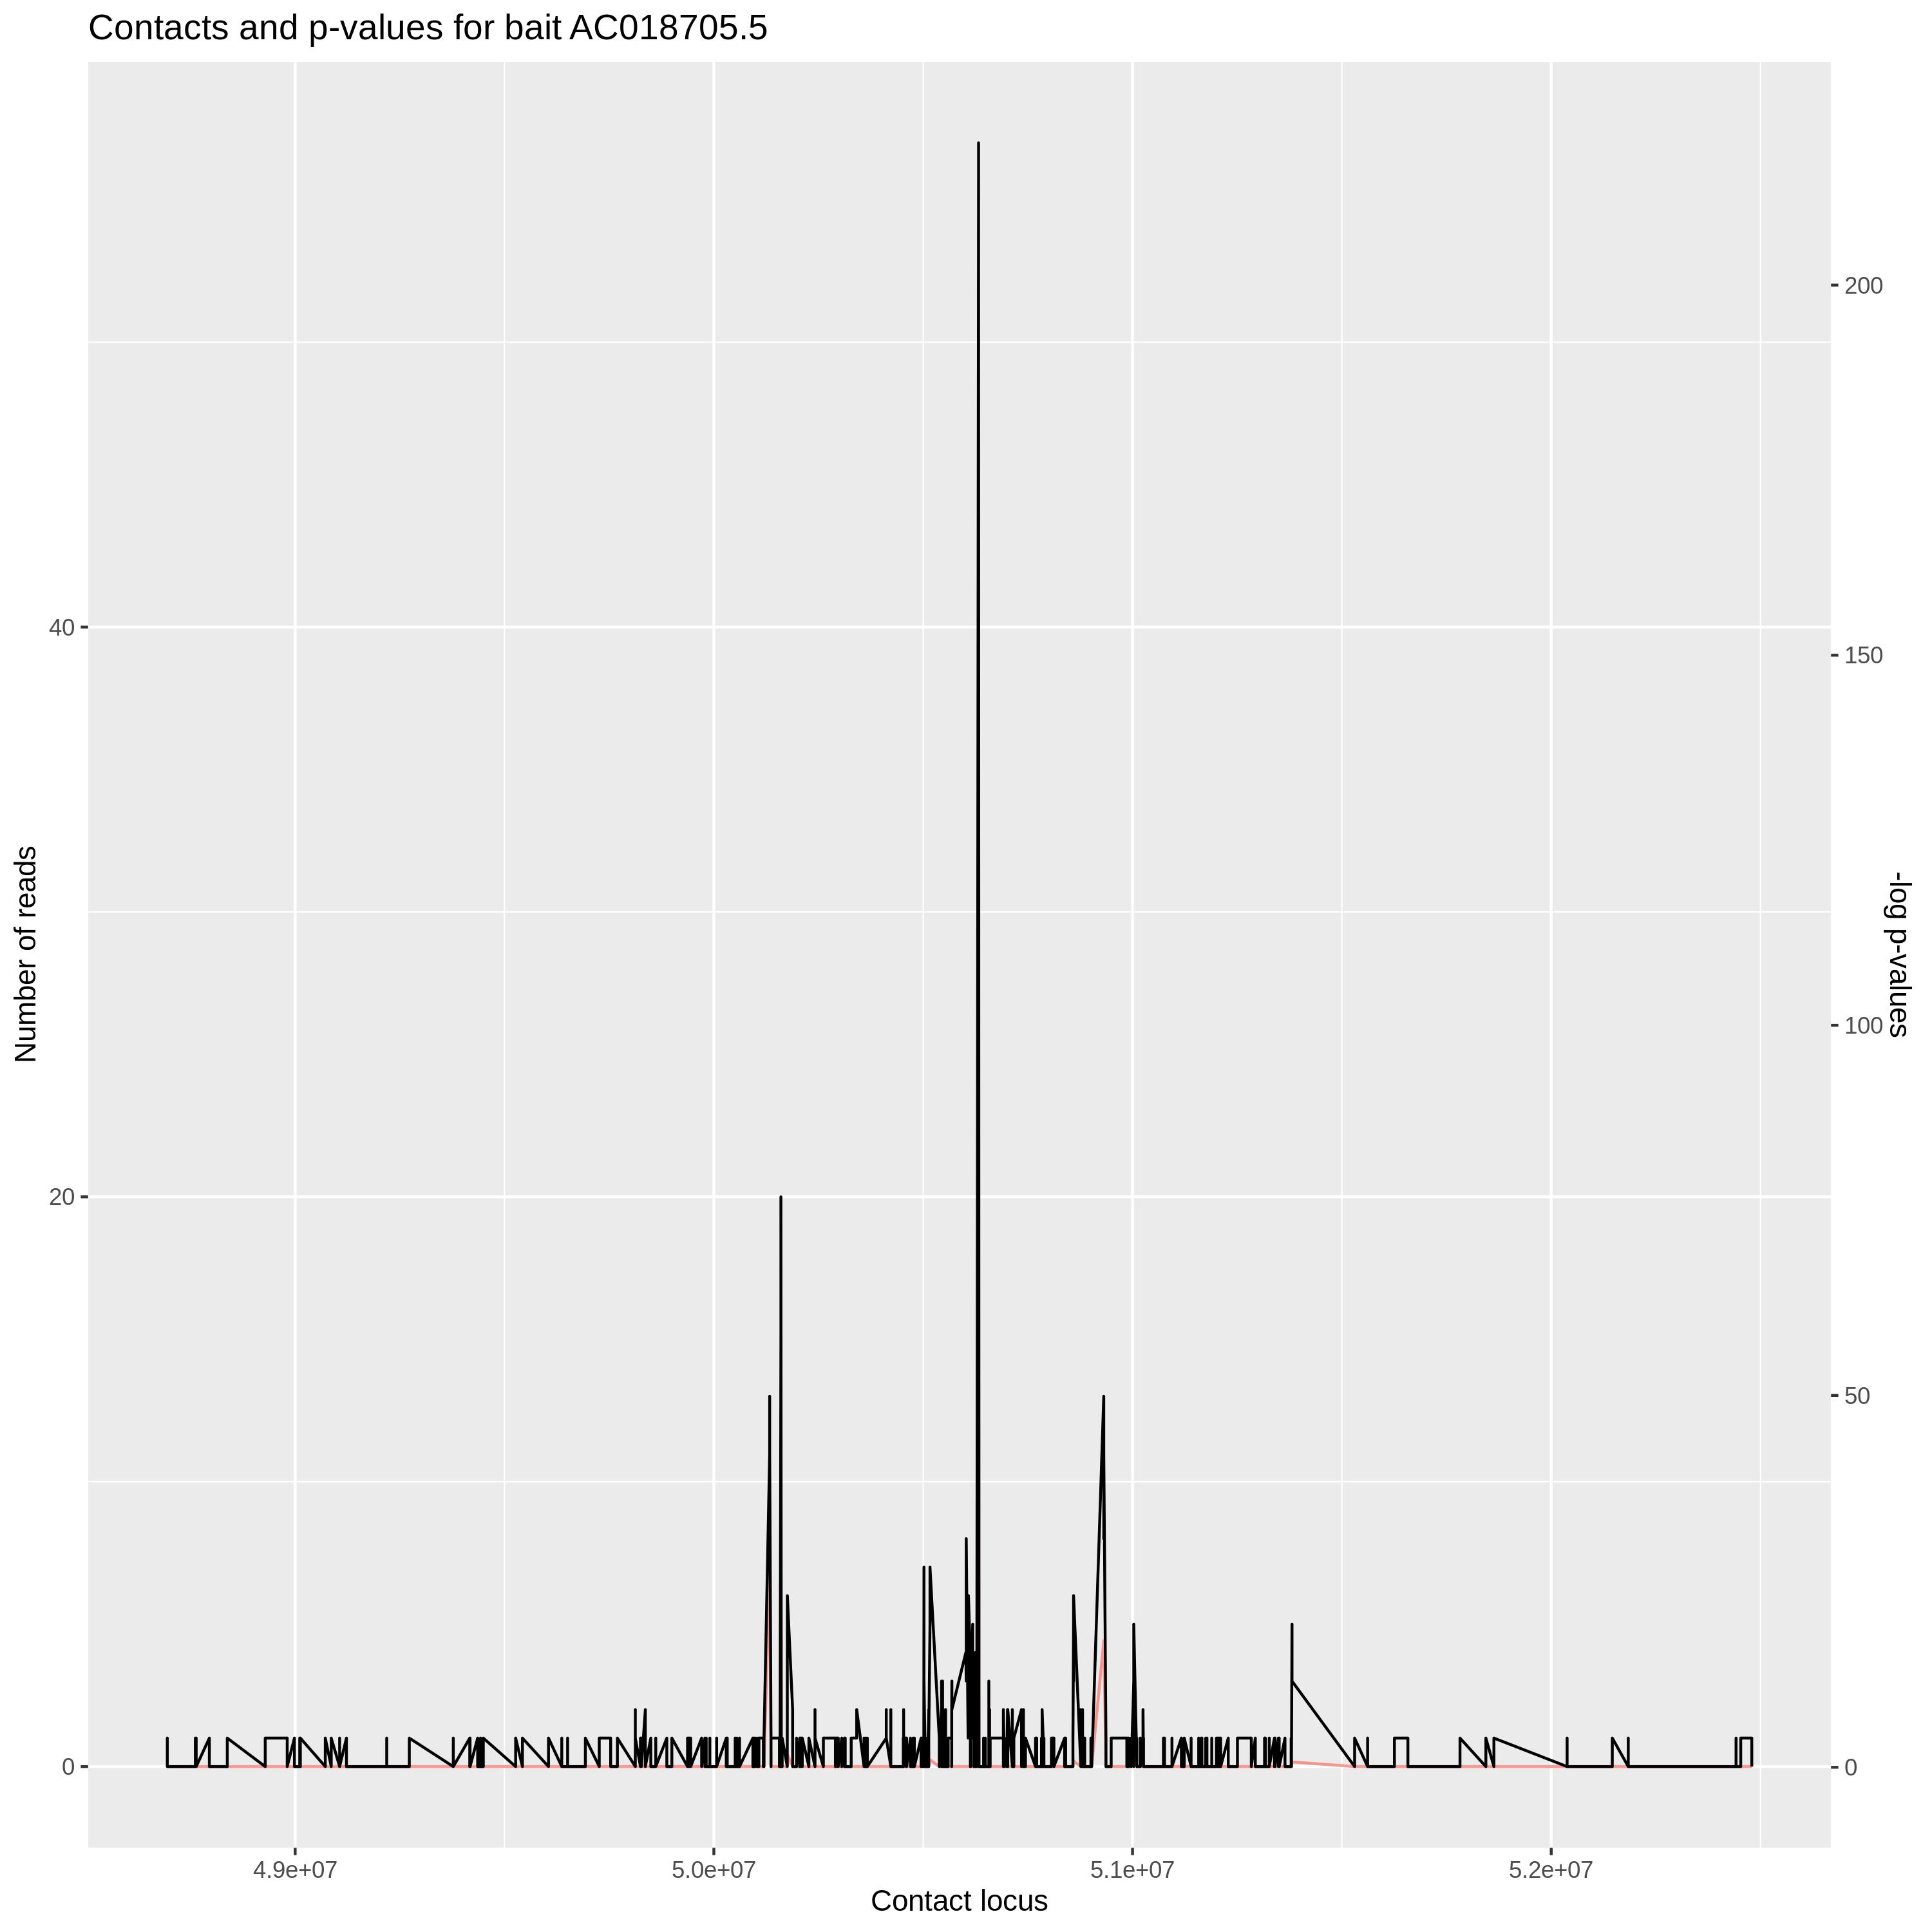 Contacts and p-values for bait AC018705.5
Number of reads
40
20
0
200
150
100
50
0
-log p-values
4.9e+07
5.0e+07
5.1e+07
5.2e+07
Contact locus